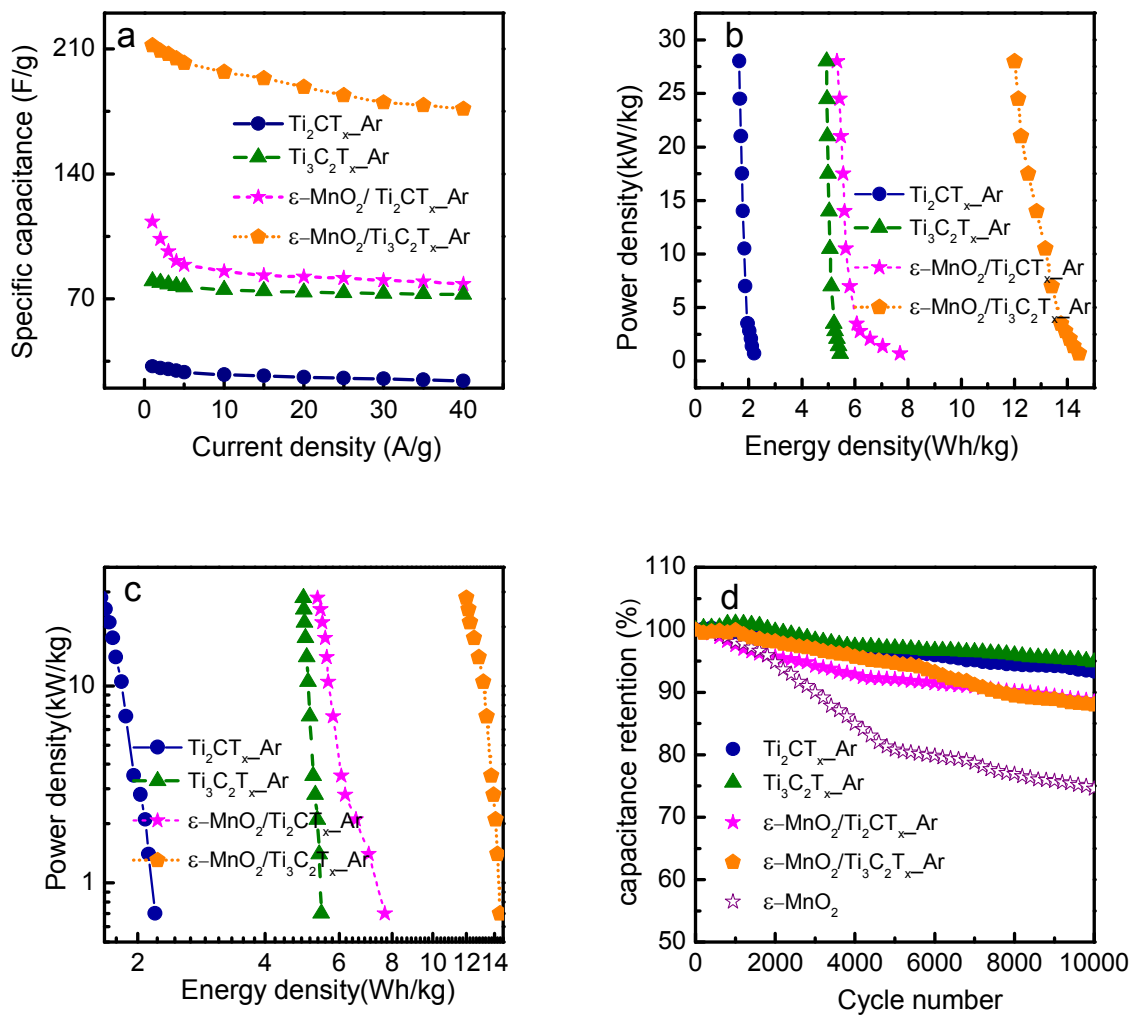 a
Specific capacitance (F/g)
210
140
70
Ti₂CTₓ_Ar
Ti₃C₂Tₓ_Ar
ε−MnO₂/ Ti₂CTₓ_Ar
ε−MnO₂/Ti₃C₂Tₓ_Ar
0 10 20 30 40
Current density (A/g)
b
Power density(kW/kg)
30
25
20
15
10
5
0
Ti₂CTₓ_Ar
Ti₃C₂Tₓ_Ar
ε−MnO₂/Ti₂CTₓ_Ar
ε−MnO₂/Ti₃C₂Tₓ_Ar
0 2 4 6 8 10 12 14
Energy density(Wh/kg)
c
Power density(kW/kg)
10
1
Ti₂CTₓ_Ar
Ti₃C₂Tₓ_Ar
ε−MnO₂/Ti₂CTₓ_Ar
ε−MnO₂/Ti₃C₂Tₓ_Ar
2 4 6 8 10 12 14
Energy density(Wh/kg)
d
capacitance retention (%)
110
100
90
80
70
60
50
Ti₂CTₓ_Ar
Ti₃C₂Tₓ_Ar
ε−MnO₂/Ti₂CTₓ_Ar
ε−MnO₂/Ti₃C₂Tₓ_Ar
ε−MnO₂
0 2000 4000 6000 8000 10000
Cycle number